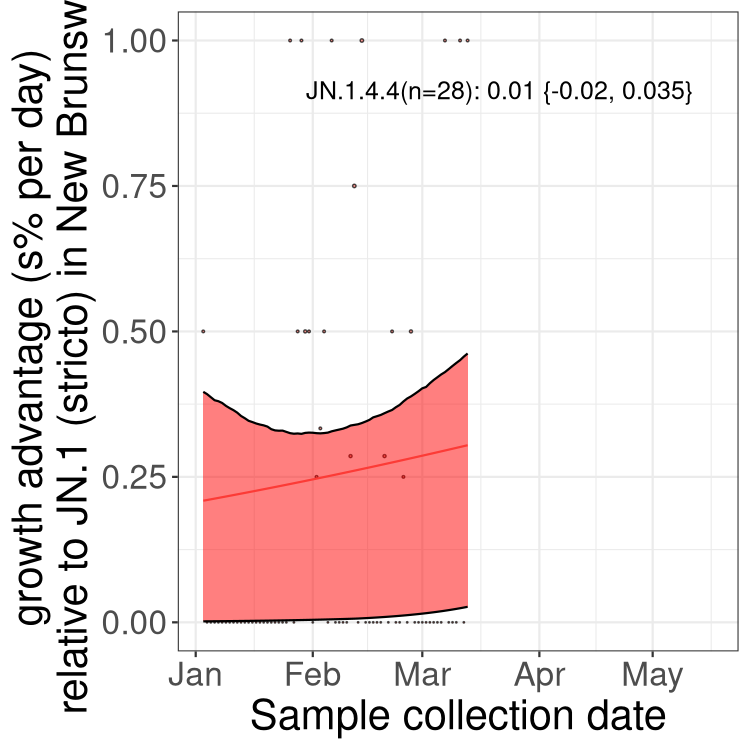 growth advantage (s% per day)
relative to JN.1 (stricto) in New Brunsw
1.00
0.75
0.50
0.25
0.00
JN.1.4.4(n=28): 0.01 {-0.02, 0.035}
Jan Feb Mar Apr May
Sample collection date